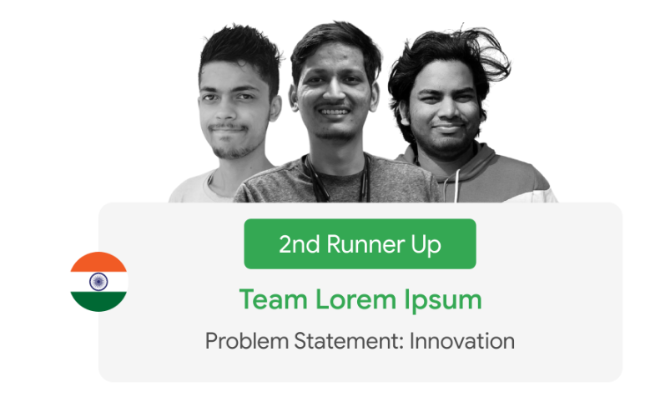 2nd Runner Up
Team Lorem Ipsum
Problem Statement: Innovation